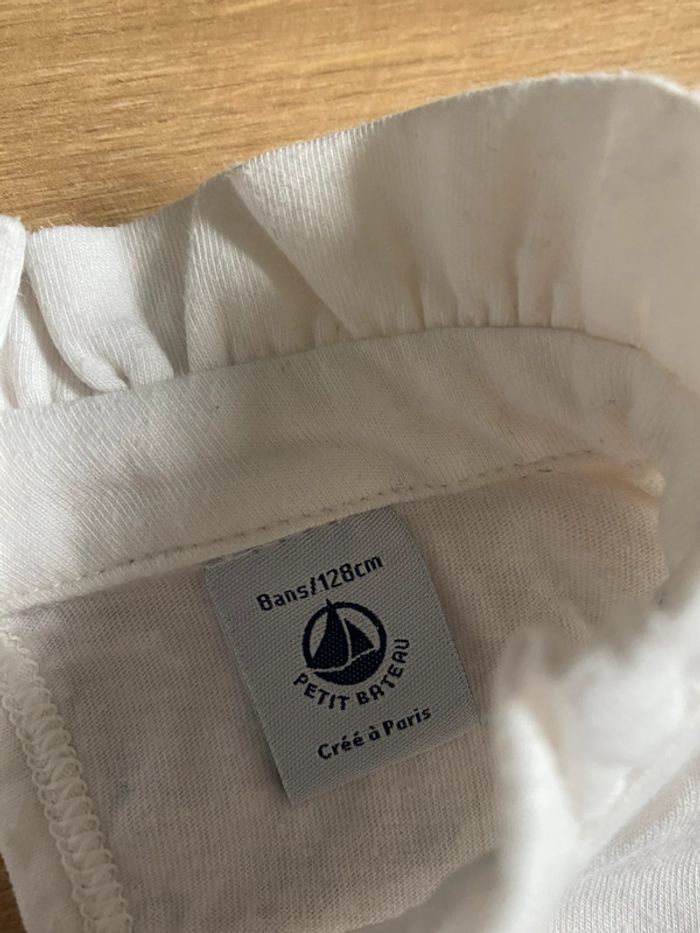 8ans/128cm
PETIT BATEAU
Créé à Paris